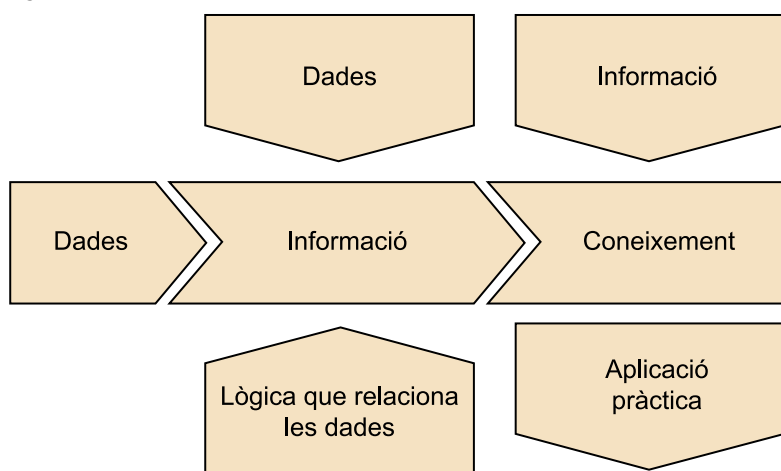 Dades
Informació
Dades
Informació
Coneixement
Lògica que relaciona
les dades
Aplicació
pràctica